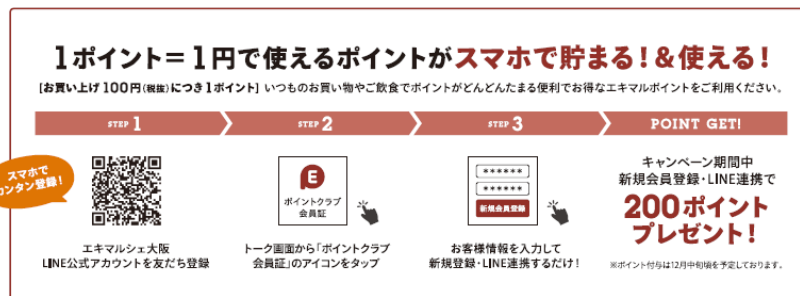 1ポイント=1円で使えるポイントがスマホで貯まる!&使える!
[お買い上げ100円(税抜)につき1ポイント] いつものお買い物やご飲食でポイントがどんどんたまる便利でお得なエキマルポイントをご利用ください。
STEP 1
STEP 2
STEP 3
POINT GET!
スマホで
カンタン登録!
エキマルシェ大阪
LINE公式アカウントを友だち登録
E
ポイントクラブ
会員証
トーク画面から「ポイントクラブ
会員証」のアイコンをタップ
******
******
新規会員登録
お客様情報を入力して
新規登録・LINE連携するだけ!
キャンペーン期間中
新規会員登録・LINE連携で
200ポイント
プレゼント!
※ポイント付与は12月中旬頃を予定しております。